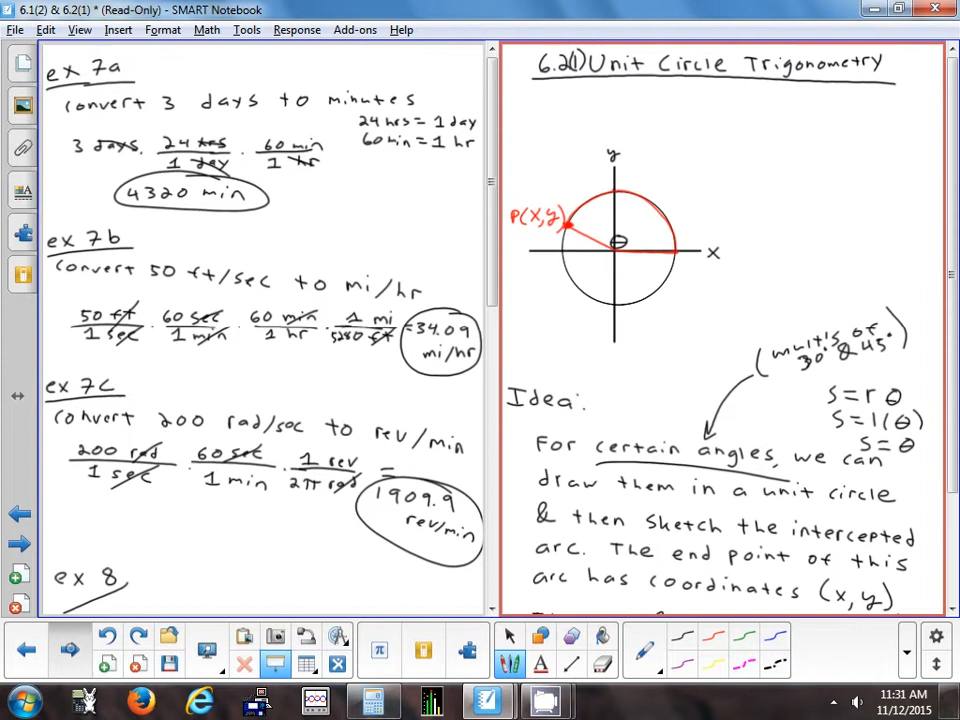 6.1(2) & 6.2(1) * (Read-Only) - SMART Notebook
File Edit View Insert Format Math Tools Response Add-ons Help
ex 7a
Convert 3 days to minutes
24 hrs = 1 day
60 min = 1 hr
3 days · 24 hrs / 1 day · 60 min / 1 hr
4320 min
ex 7b
Convert 50 ft/sec to mi/hr
50 ft / 1 sec · 60 sec / 1 min · 60 min / 1 hr · 1 mi / 5280 ft = 34.09 mi/hr
ex 7c
Convert 200 rad/sec to rev/min
200 rad / 1 sec · 60 sec / 1 min · 1 rev / 2π rad =
1909.9
rev/min
ex 8
6.2(1) Unit Circle Trigonometry
y
P(x,y)
θ
x
(mult's of
30° & 45°)
Idea:
s = r θ
s = 1(θ)
s = θ
For certain angles, we can
draw them in a unit circle
& then sketch the intercepted
arc. The end point of this
arc has coordinates (x,y)
11:31 AM
11/12/2015